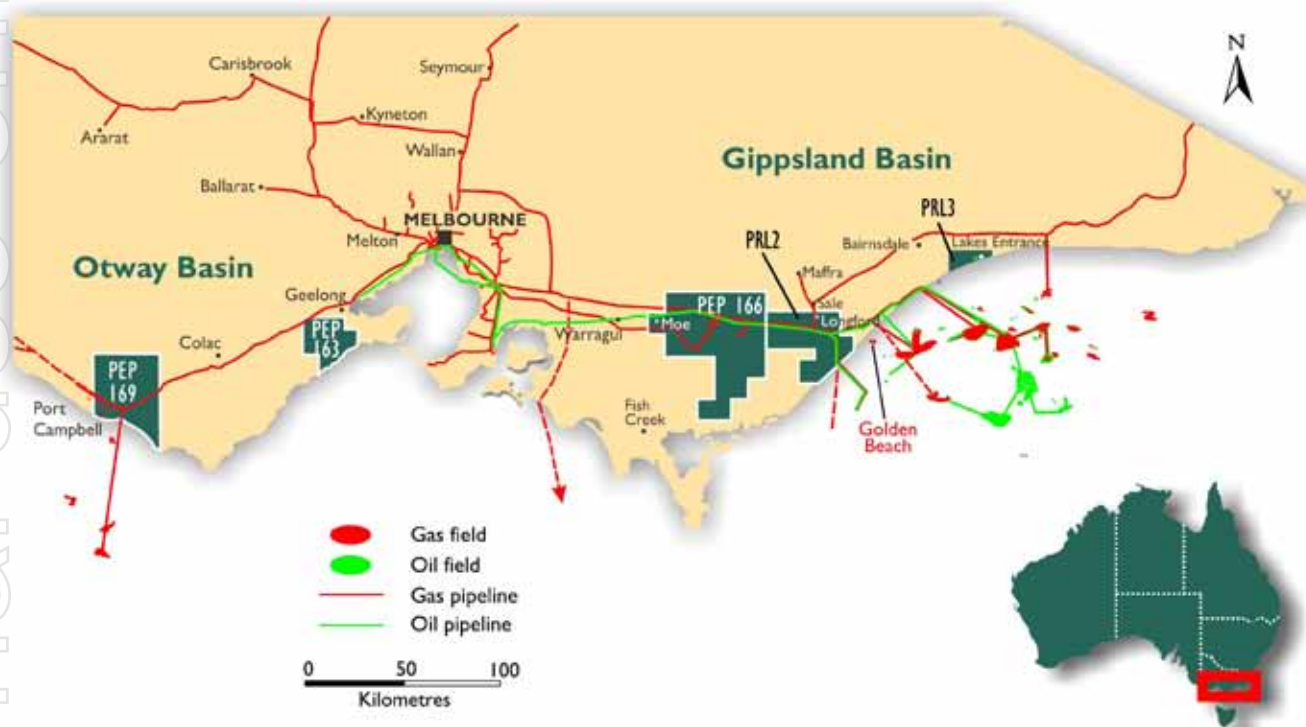 Carisbrook
Seymour
N
Kyneton
Ararat
Wallan
Gippsland Basin
Ballarat
PRL3
MELBOURNE
Melton
PRL2
Bairnsdale
Lakes Entrance
Otway Basin
Maffra
Geelong
PEP 166
Sale
PEP
163
Moe
Longford
Warragul
Colac
PEP
169
Port
Campbell
Fish
Creek
Golden
Beach
Gas field
Oil field
Gas pipeline
Oil pipeline
0 50 100
Kilometres